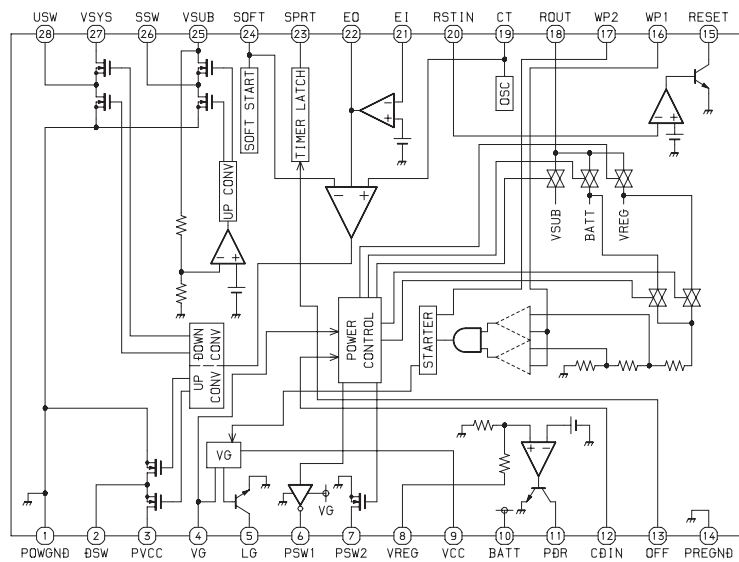 USW VSYS SSW VSUB SOFT SPRT EO EI RSTIN CT ROUT WP2 WP1 RESET
28 27 26 25 24 23 22 21 20 19 18 17 16 15
SOFT START
TIMER LATCH
OSC
UP CONV
VSUB
BATT
VREG
DOWN CONV
UP CONV
POWER CONTROL
STARTER
VG
VG
1 2 3 4 5 6 7 8 9 10 11 12 13 14
POWGND DSW PVCC VG LG PSW1 PSW2 VREG VCC BATT PDR CDIN OFF PREGND